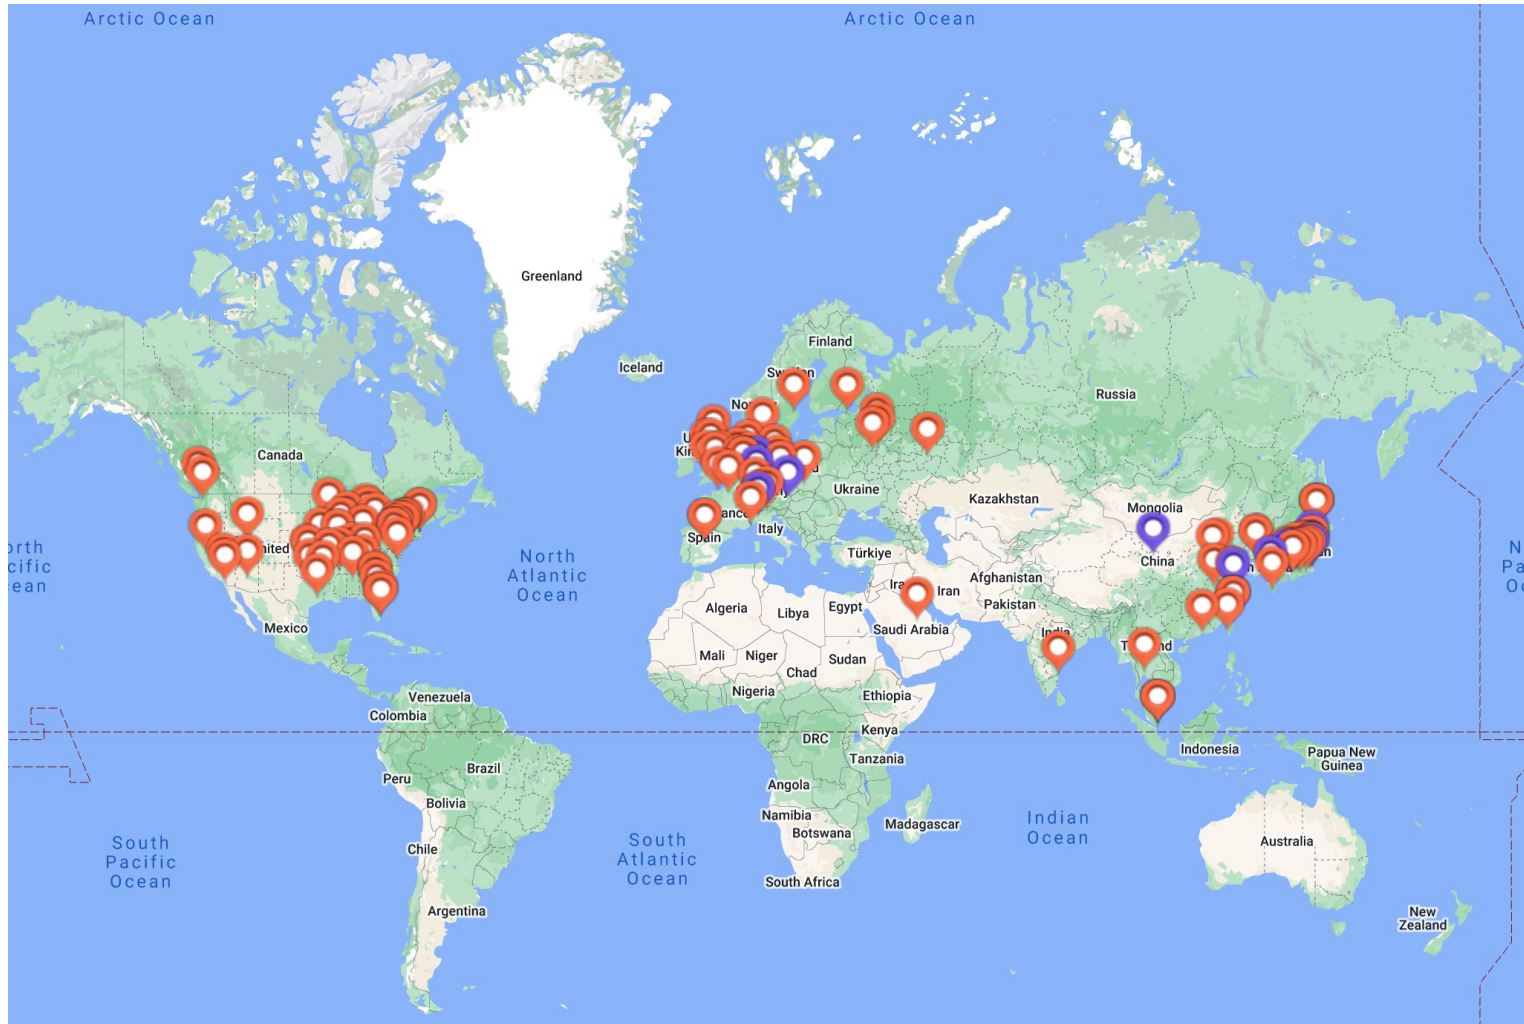 Arctic Ocean
Arctic Ocean
Greenland
Finland
Iceland
Russia
Canada
Ukraine
Kazakhstan
Mongolia
Italy
Spain
North
Atlantic
Ocean
Türkiye
China
Afghanistan
Iran
Pakistan
Algeria
Libya
Egypt
Saudi Arabia
Mexico
India
Mali
Niger
Chad
Sudan
Nigeria
Ethiopia
Venezuela
Colombia
DRC
Kenya
Tanzania
Indonesia
Papua New
Guinea
Brazil
Peru
Angola
Bolivia
Namibia
Botswana
Madagascar
Indian
Ocean
Chile
South
Pacific
Ocean
South
Atlantic
Ocean
Australia
South Africa
Argentina
New
Zealand